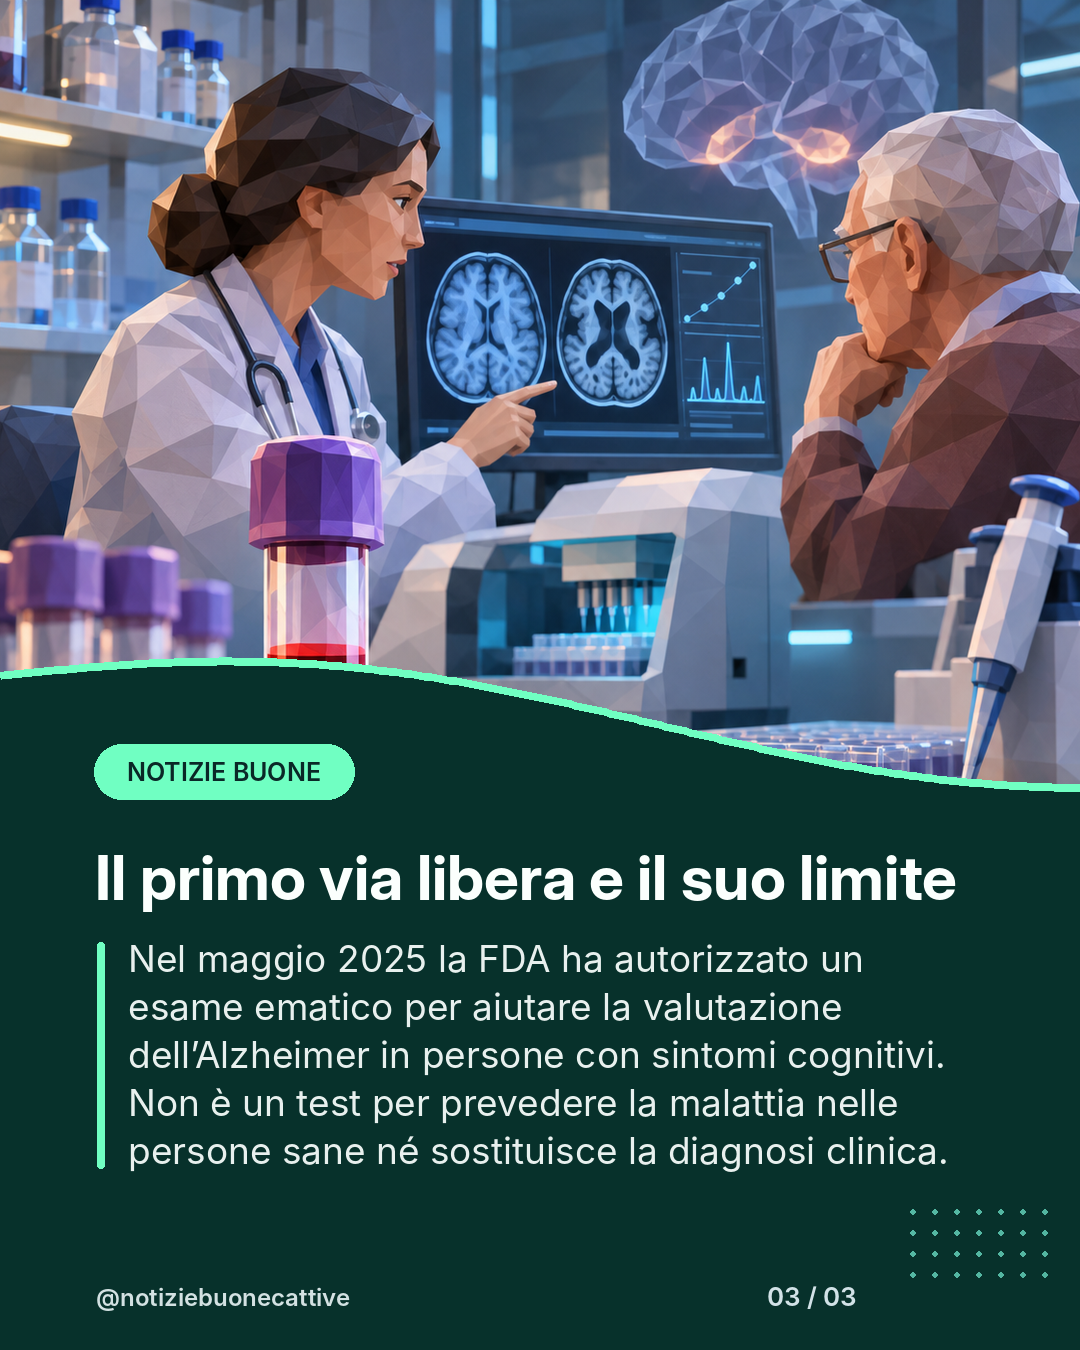 NOTIZIE BUONE
Il primo via libera e il suo limite
Nel maggio 2025 la FDA ha autorizzato un
esame ematico per aiutare la valutazione
dell’Alzheimer in persone con sintomi cognitivi.
Non è un test per prevedere la malattia nelle
persone sane né sostituisce la diagnosi clinica.
@notiziebuonecattive
03 / 03